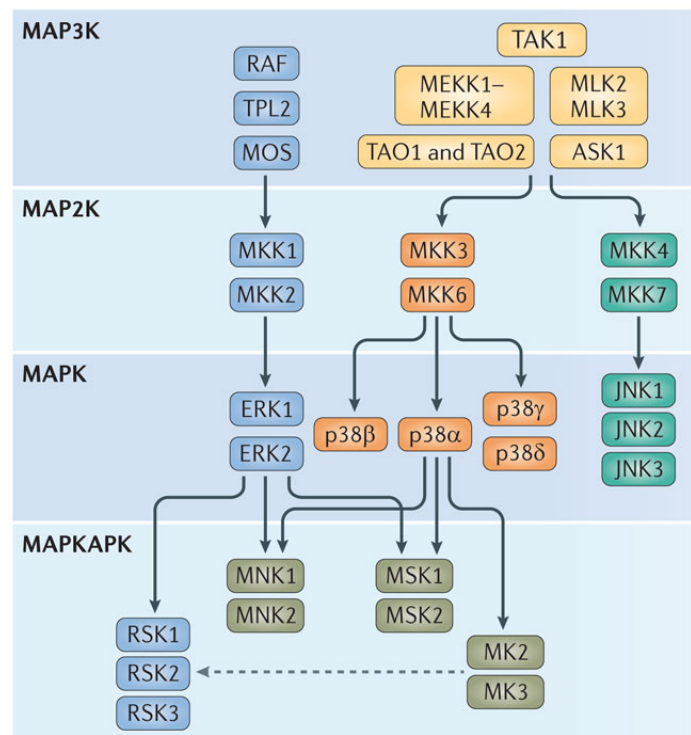 MAP3K
RAF
TPL2
MOS
TAK1
MEKK1–
MEKK4
MLK2
MLK3
TAO1 and TAO2
ASK1
MAP2K
MKK1
MKK2
MKK3
MKK6
MKK4
MKK7
MAPK
ERK1
ERK2
p38β
p38α
p38γ
p38δ
JNK1
JNK2
JNK3
MAPKAPK
MNK1
MNK2
MSK1
MSK2
RSK1
RSK2
RSK3
MK2
MK3